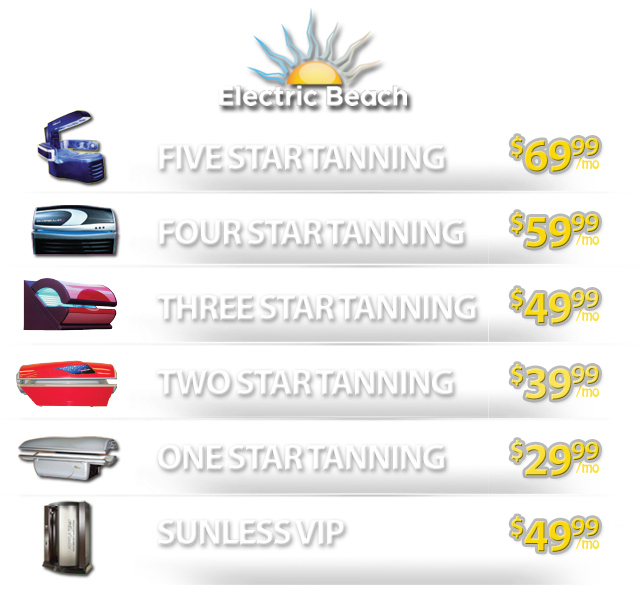 Electric Beach
FIVE STAR TANNING $69.99/mo
FOUR STAR TANNING $59.99/mo
THREE STAR TANNING $49.99/mo
TWO STAR TANNING $39.99/mo
ONE STAR TANNING $29.99/mo
SUNLESS VIP $49.99/mo